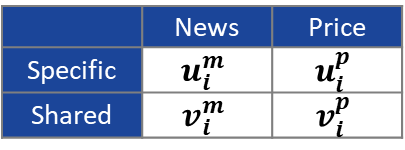 News Price
Specific u_i^m u_i^p
Shared v_i^m v_i^p